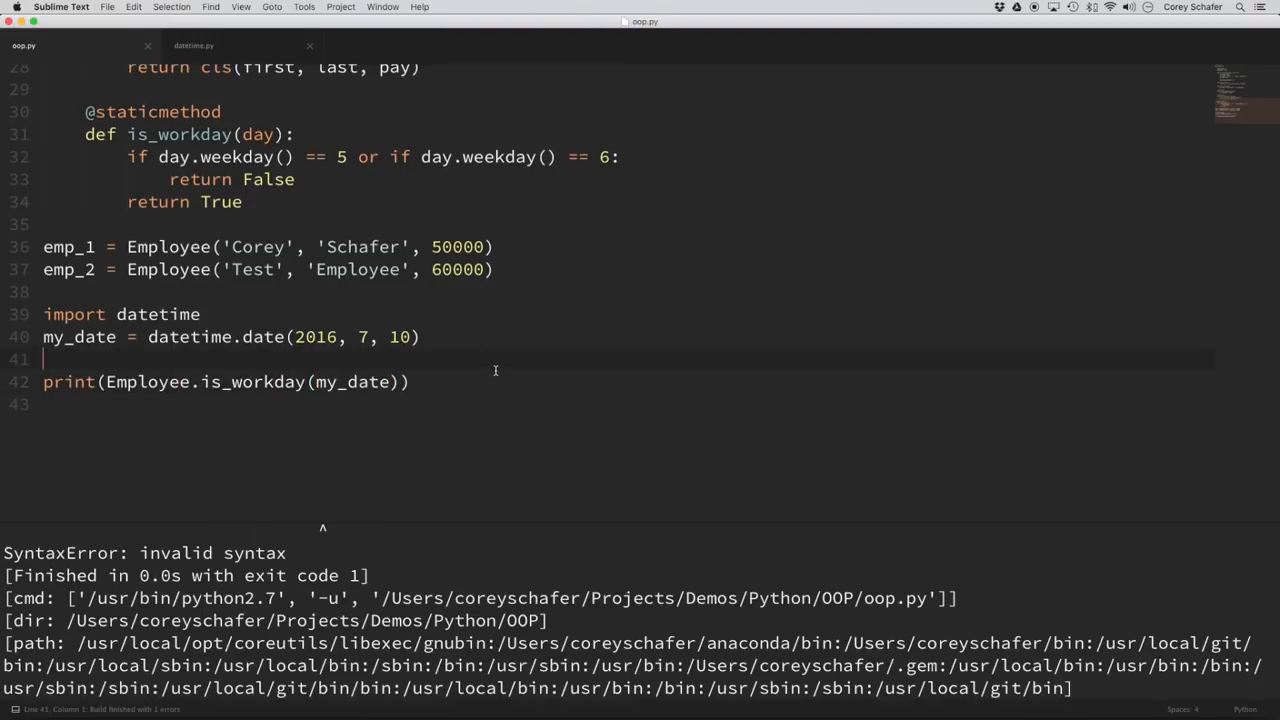 Sublime Text File Edit Selection Find View Goto Tools Project Window Help Corey Schafer
oop.py
oop.py datetime.py
28 return cls(first, last, pay)
29
30 @staticmethod
31 def is_workday(day):
32 if day.weekday() == 5 or if day.weekday() == 6:
33 return False
34 return True
35
36 emp_1 = Employee('Corey', 'Schafer', 50000)
37 emp_2 = Employee('Test', 'Employee', 60000)
38
39 import datetime
40 my_date = datetime.date(2016, 7, 10)
41
42 print(Employee.is_workday(my_date))
43
^
SyntaxError: invalid syntax
[Finished in 0.0s with exit code 1]
[cmd: ['/usr/bin/python2.7', '-u', '/Users/coreyschafer/Projects/Demos/Python/OOP/oop.py']]
[dir: /Users/coreyschafer/Projects/Demos/Python/OOP]
[path: /usr/local/opt/coreutils/libexec/gnubin:/Users/coreyschafer/anaconda/bin:/Users/coreyschafer/bin:/usr/local/git/
bin:/usr/local/sbin:/usr/local/bin:/sbin:/bin:/usr/sbin:/usr/bin:/Users/coreyschafer/.gem:/usr/local/bin:/usr/bin:/bin:/
usr/sbin:/sbin:/usr/local/git/bin/bin:/usr/local/bin:/usr/bin:/bin:/usr/sbin:/sbin:/usr/local/git/bin]
Line 41, Column 1; Build finished with 1 errors Spaces: 4 Python